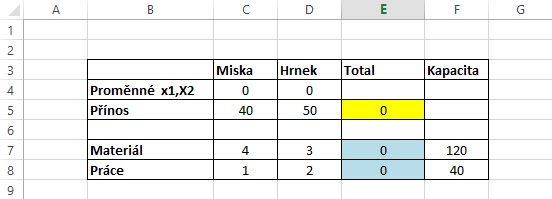 A B C D E F G
1
2
3 Miska Hrnek Total Kapacita
4 Proměnné x1,X2 0 0
5 Přínos 40 50 0
6
7 Materiál 4 3 0 120
8 Práce 1 2 0 40
9